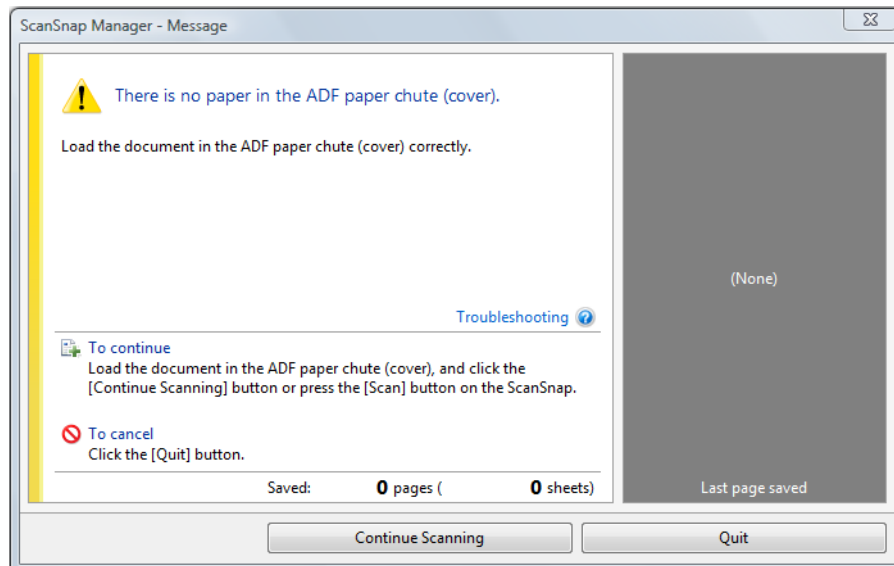 ScanSnap Manager - Message
There is no paper in the ADF paper chute (cover).
Load the document in the ADF paper chute (cover) correctly.
(None)
Troubleshooting
To continue
Load the document in the ADF paper chute (cover), and click the
[Continue Scanning] button or press the [Scan] button on the ScanSnap.
To cancel
Click the [Quit] button.
Saved: 0 pages ( 0 sheets)
Last page saved
Continue Scanning
Quit